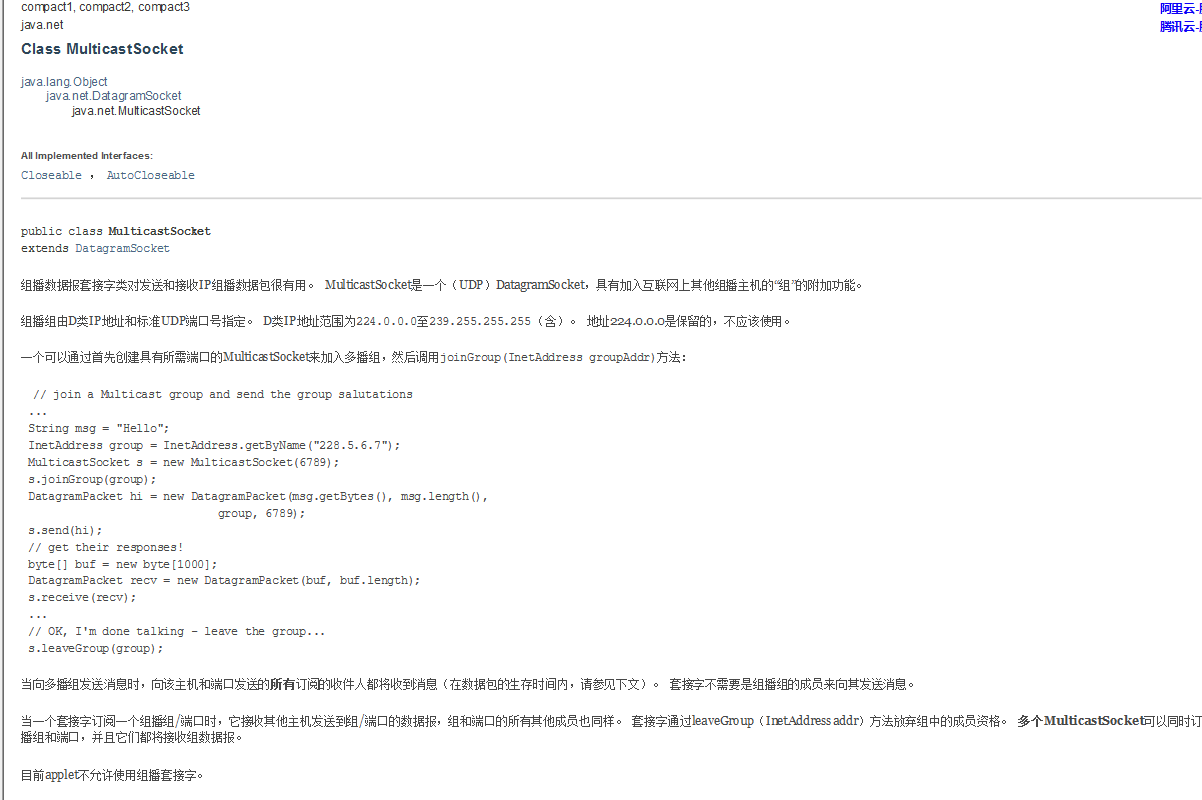 compact1, compact2, compact3
阿里云-
java.net
腾讯云-
Class MulticastSocket
java.lang.Object
java.net.DatagramSocket
java.net.MulticastSocket
All Implemented Interfaces:
Closeable ， AutoCloseable
public class MulticastSocket
extends DatagramSocket
组播数据报套接字类对发送和接收IP组播数据包很有用。 MulticastSocket是一个（UDP）DatagramSocket，具有加入互联网上其他组播主机的“组”的附加功能。
组播组由D类IP地址和标准UDP端口号指定。 D类IP地址范围为224.0.0.0至239.255.255.255（含）。 地址224.0.0.0是保留的，不应该使用。
一个可以通过首先创建具有所需端口的MulticastSocket来加入多播组，然后调用joinGroup(InetAddress groupAddr)方法：
// join a Multicast group and send the group salutations
...
String msg = "Hello";
InetAddress group = InetAddress.getByName("228.5.6.7");
MulticastSocket s = new MulticastSocket(6789);
s.joinGroup(group);
DatagramPacket hi = new DatagramPacket(msg.getBytes(), msg.length(),
group, 6789);
s.send(hi);
// get their responses!
byte[] buf = new byte[1000];
DatagramPacket recv = new DatagramPacket(buf, buf.length);
s.receive(recv);
...
// OK, I'm done talking - leave the group...
s.leaveGroup(group);
当向多播组发送消息时，向该主机和端口发送的所有订阅的收件人都将收到消息（在数据包的生存时间内，请参见下文）。 套接字不需要是组播组的成员来向其发送消息。
当一个套接字订阅一个组播组/端口时，它接收其他主机发送到组/端口的数据报，组和端口的所有其他成员也同样。 套接字通过leaveGroup（InetAddress addr）方法放弃组中的成员资格。 多个MulticastSocket可以同时订
播组和端口，并且它们都将接收组数据报。
目前applet不允许使用组播套接字。